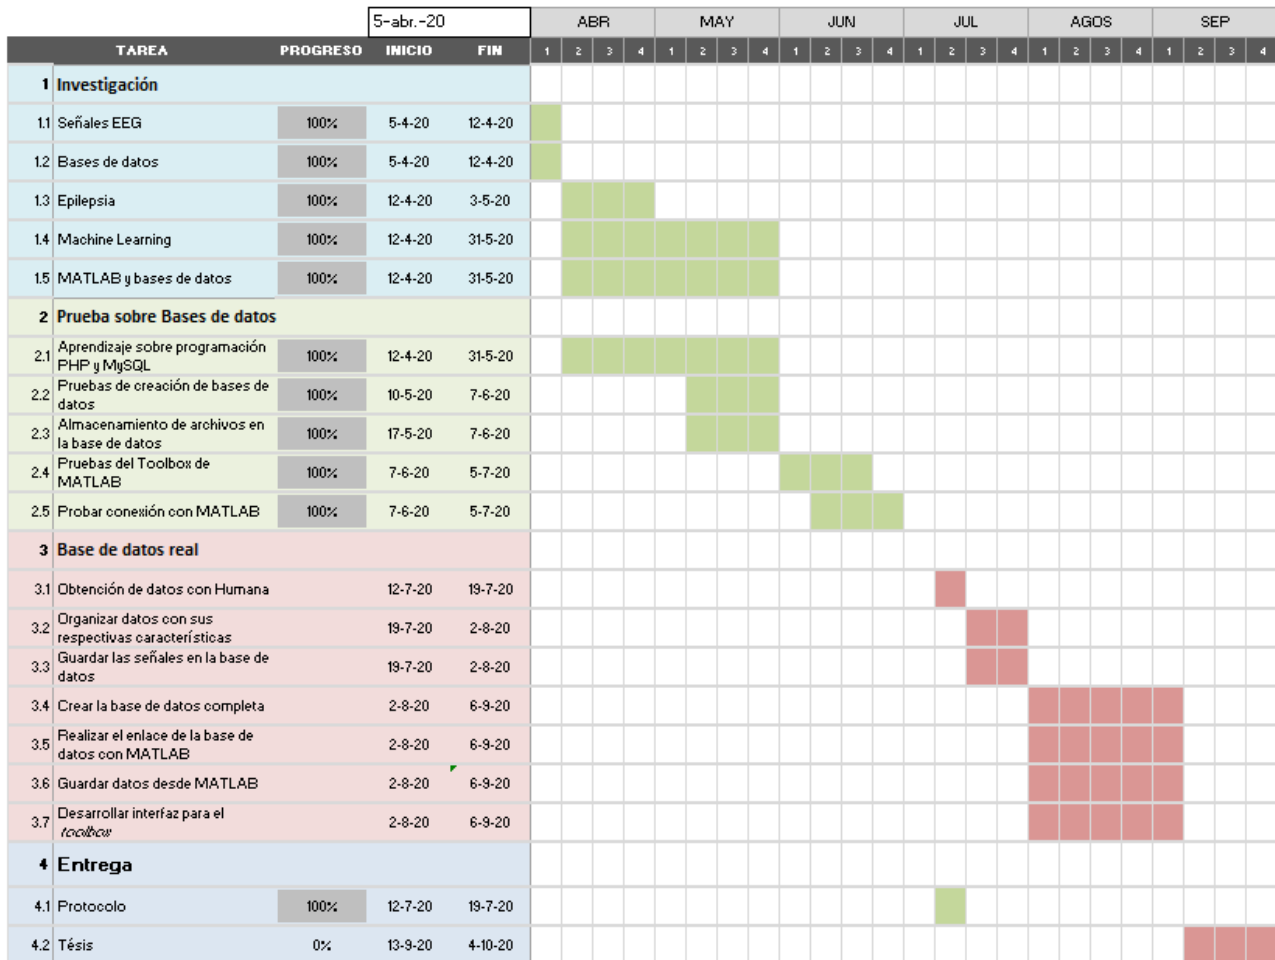 5-abr.-20 ABR MAY JUN JUL AGOS SEP
TAREA PROGRESO INICIO FIN 1 2 3 4 1 2 3 4 1 2 3 4 1 2 3 4 1 2 3 4 1 2 3 4
1 Investigación
1.1 Señales EEG 100% 5-4-20 12-4-20
1.2 Bases de datos 100% 5-4-20 12-4-20
1.3 Epilepsia 100% 12-4-20 3-5-20
1.4 Machine Learning 100% 12-4-20 31-5-20
1.5 MATLAB y bases de datos 100% 12-4-20 31-5-20
2 Prueba sobre Bases de datos
2.1 Aprendizaje sobre programación
PHP y MySQL 100% 12-4-20 31-5-20
2.2 Pruebas de creación de bases de
datos 100% 10-5-20 7-6-20
2.3 Almacenamiento de archivos en
la base de datos 100% 17-5-20 7-6-20
2.4 Pruebas del Toolbox de
MATLAB 100% 7-6-20 5-7-20
2.5 Probar conexión con MATLAB 100% 7-6-20 5-7-20
3 Base de datos real
3.1 Obtención de datos con Humana 12-7-20 19-7-20
3.2 Organizar datos con sus
respectivas características 19-7-20 2-8-20
3.3 Guardar las señales en la base de
datos 19-7-20 2-8-20
3.4 Crear la base de datos completa 2-8-20 6-9-20
3.5 Realizar el enlace de la base de
datos con MATLAB 2-8-20 6-9-20
3.6 Guardar datos desde MATLAB 2-8-20 6-9-20
3.7 Desarrollar interfaz para el
toolbox 2-8-20 6-9-20
4 Entrega
4.1 Protocolo 100% 12-7-20 19-7-20
4.2 Tésis 0% 13-9-20 4-10-20